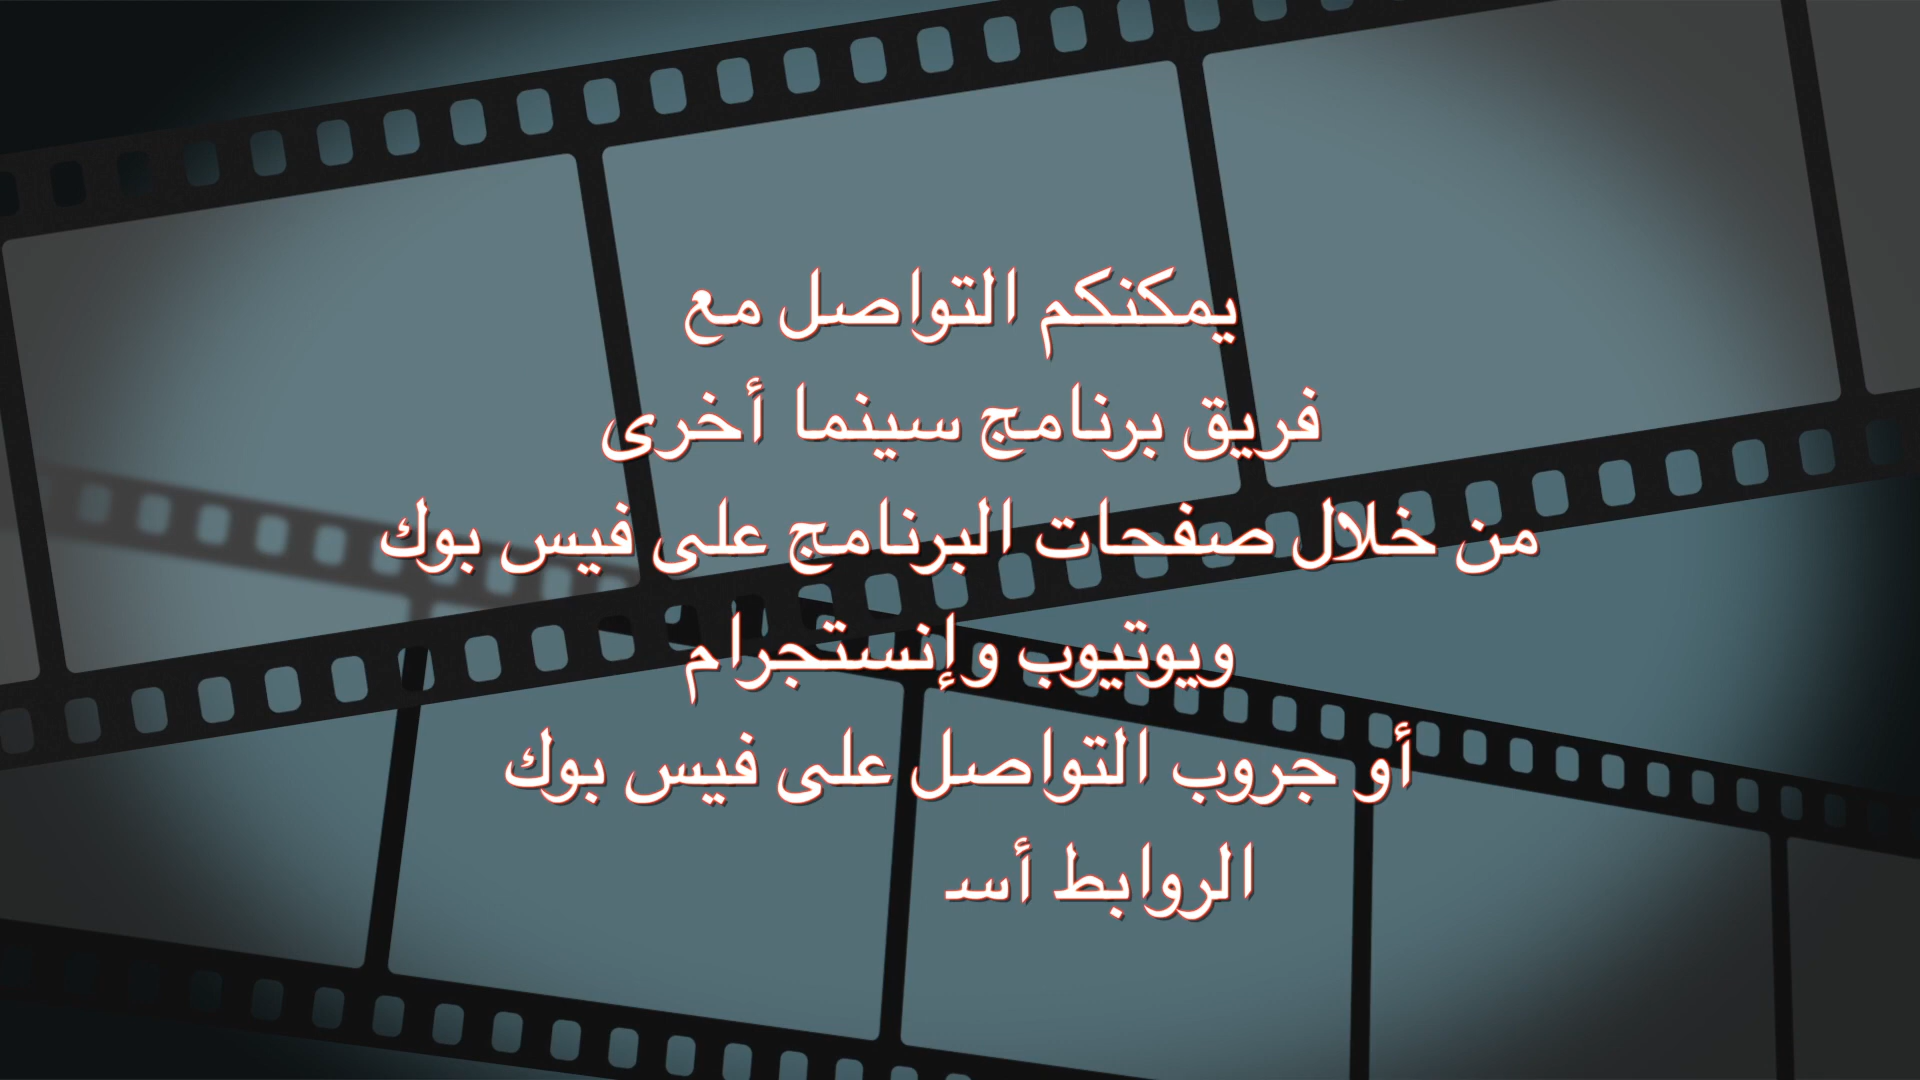 يمكنكم التواصل مع
فريق برنامج سينما أخرى
من خلال صفحات البرنامج على فيس بوك
ويوتيوب وإنستجرام
أو جروب التواصل على فيس بوك
الروابط أسـ